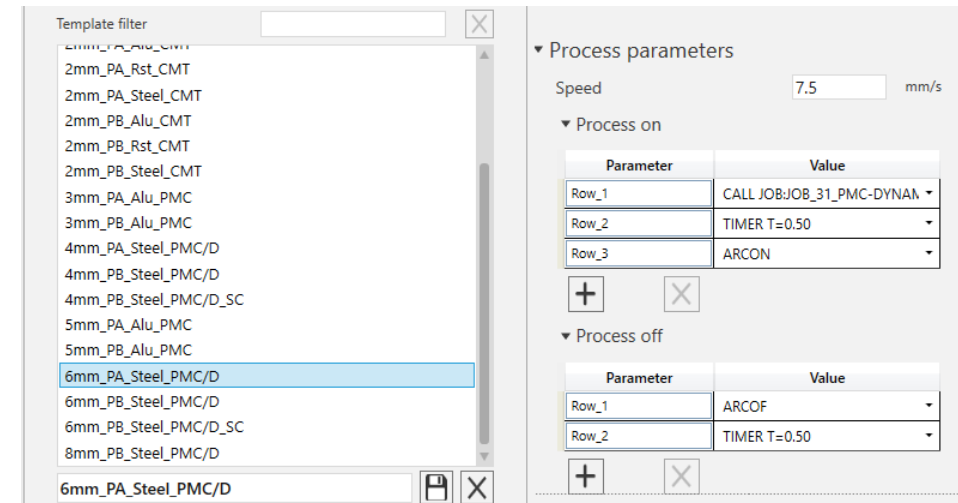 Template filter
2mm_PA_Alu_CMT
2mm_PA_Rst_CMT
2mm_PA_Steel_CMT
2mm_PB_Alu_CMT
2mm_PB_Rst_CMT
2mm_PB_Steel_CMT
3mm_PA_Alu_PMC
3mm_PB_Alu_PMC
4mm_PA_Steel_PMC/D
4mm_PB_Steel_PMC/D
4mm_PB_Steel_PMC/D_SC
5mm_PA_Alu_PMC
5mm_PB_Alu_PMC
6mm_PA_Steel_PMC/D
6mm_PB_Steel_PMC/D
6mm_PB_Steel_PMC/D_SC
8mm_PB_Steel_PMC/D
6mm_PA_Steel_PMC/D
Process parameters
Speed 7.5 mm/s
Process on
Parameter Value
Row_1 CALL JOB:JOB_31_PMC-DYNAM
Row_2 TIMER T=0.50
Row_3 ARCON
Process off
Parameter Value
Row_1 ARCOF
Row_2 TIMER T=0.50